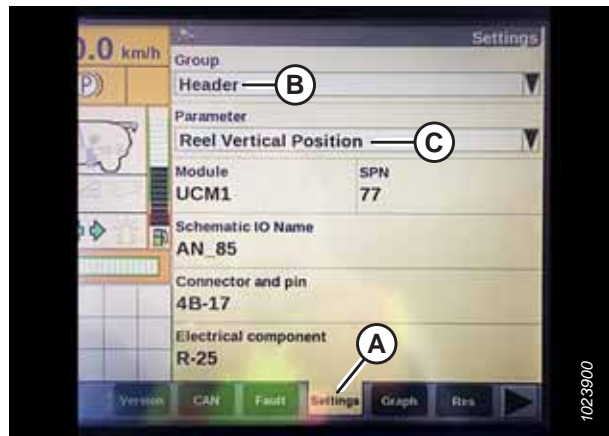 0.0 km/h
Settings
(P)
Group
Header
B
Parameter
Reel Vertical Position
C
Module
SPN
UCM1
77
Schematic IO Name
AN_85
Connector and pin
4B-17
Electrical component
R-25
A
Version
CAN
Fault
Settings
Graph
Res
1023900